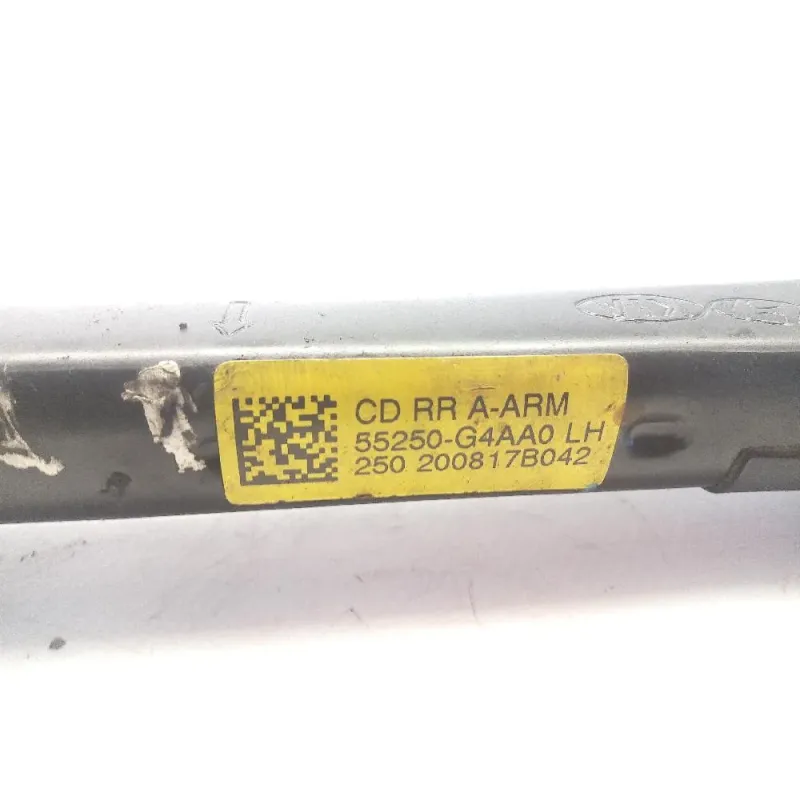 CD RR A-ARM
55250-G4AA0 LH
250 200817B042